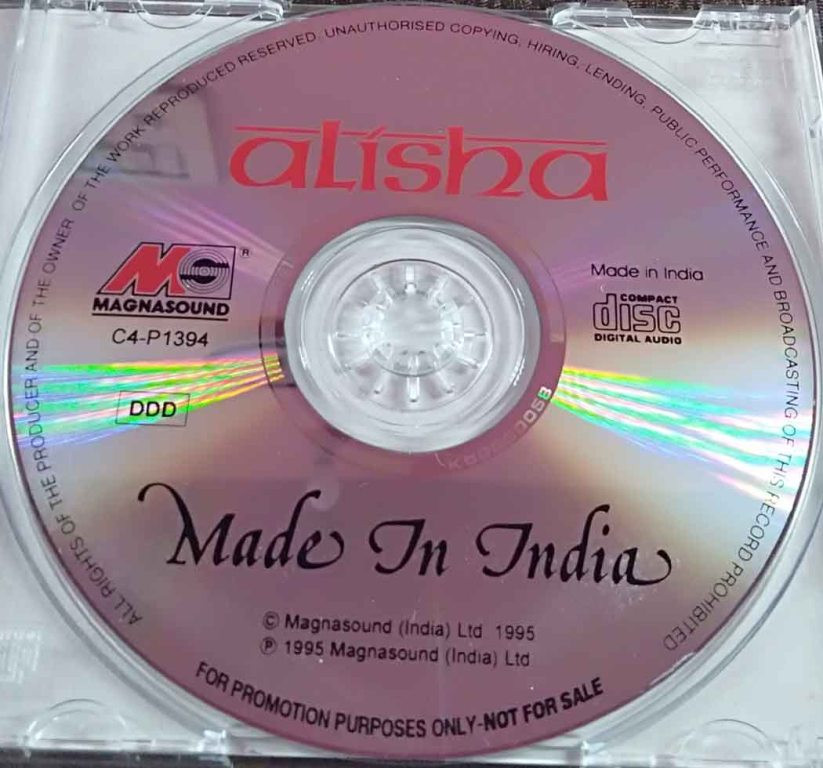 ALL RIGHTS OF THE PRODUCER AND OF THE OWNER OF THE WORK REPRODUCED RESERVED. UNAUTHORISED COPYING, HIRING, LENDING, PUBLIC PERFORMANCE AND BROADCASTING OF THIS RECORD PROHIBITED
alisha
MAGNASOUND ®
C4-P1394
DDD
Made in India
COMPACT
disc
DIGITAL AUDIO
Made In India
© Magnasound (India) Ltd 1995
℗ 1995 Magnasound (India) Ltd
FOR PROMOTION PURPOSES ONLY-NOT FOR SALE